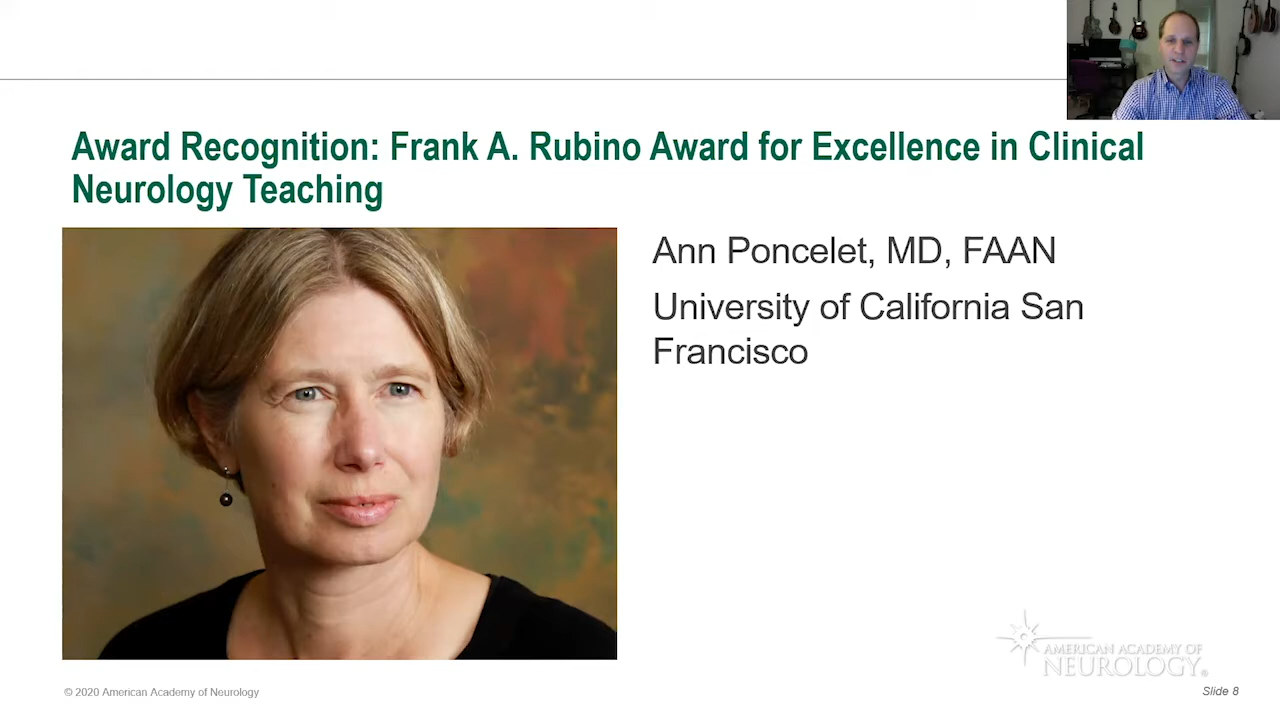 Award Recognition: Frank A. Rubino Award for Excellence in Clinical
Neurology Teaching
Ann Poncelet, MD, FAAN
University of California San
Francisco
AMERICAN ACADEMY OF
NEUROLOGY®
© 2020 American Academy of Neurology
Slide 8